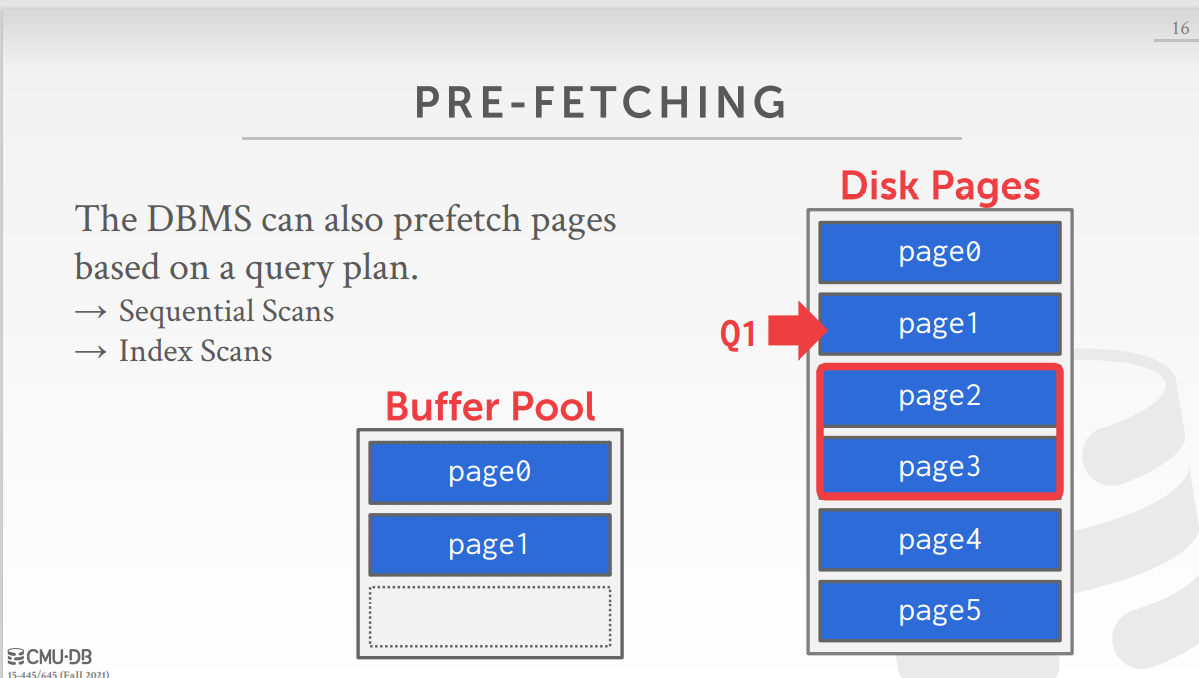 16
PRE-FETCHING
The DBMS can also prefetch pages
based on a query plan.
→ Sequential Scans
→ Index Scans
Buffer Pool
page0
page1
Disk Pages
page0
Q1
page1
page2
page3
page4
page5
CMU·DB
15-445/645 (Fall 2021)